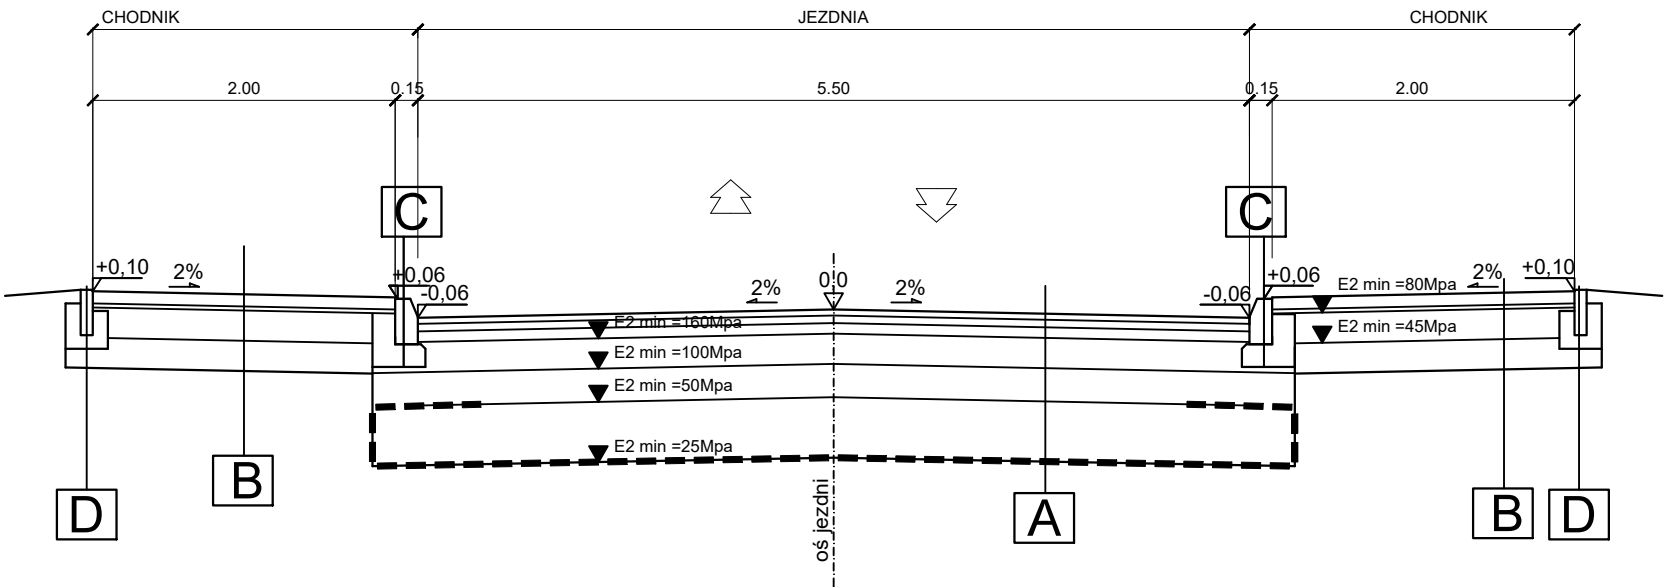 CHODNIK JEZDNIA CHODNIK
2.00 0.15 5.50 0.15 2.00
C C
+0,10 2% +0,06 -0,06 2% 0,0 2% -0,06 +0,06 E2 min =80Mpa 2% +0,10
E2 min =160Mpa E2 min =45Mpa
E2 min =100Mpa
E2 min =50Mpa
E2 min =25Mpa
D B oś jezdni A B D